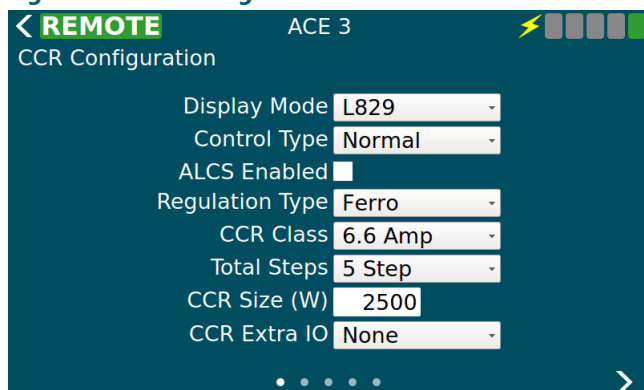 REMOTE ACE 3
CCR Configuration
Display Mode L829
Control Type Normal
ALCS Enabled
Regulation Type Ferro
CCR Class 6.6 Amp
Total Steps 5 Step
CCR Size (W) 2500
CCR Extra IO None